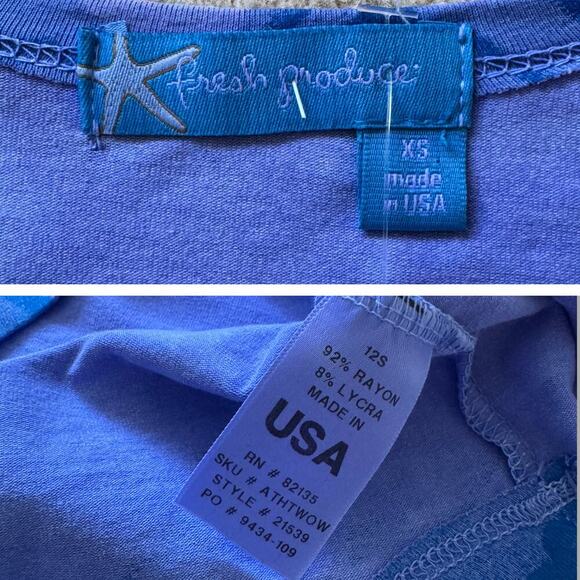 fresh produce.
XS
made
in USA
12S
92% RAYON
8% LYCRA
MADE IN
USA
RN # 82135
SKU # ATHTWOW
STYLE # 21539
PO # 9434-109